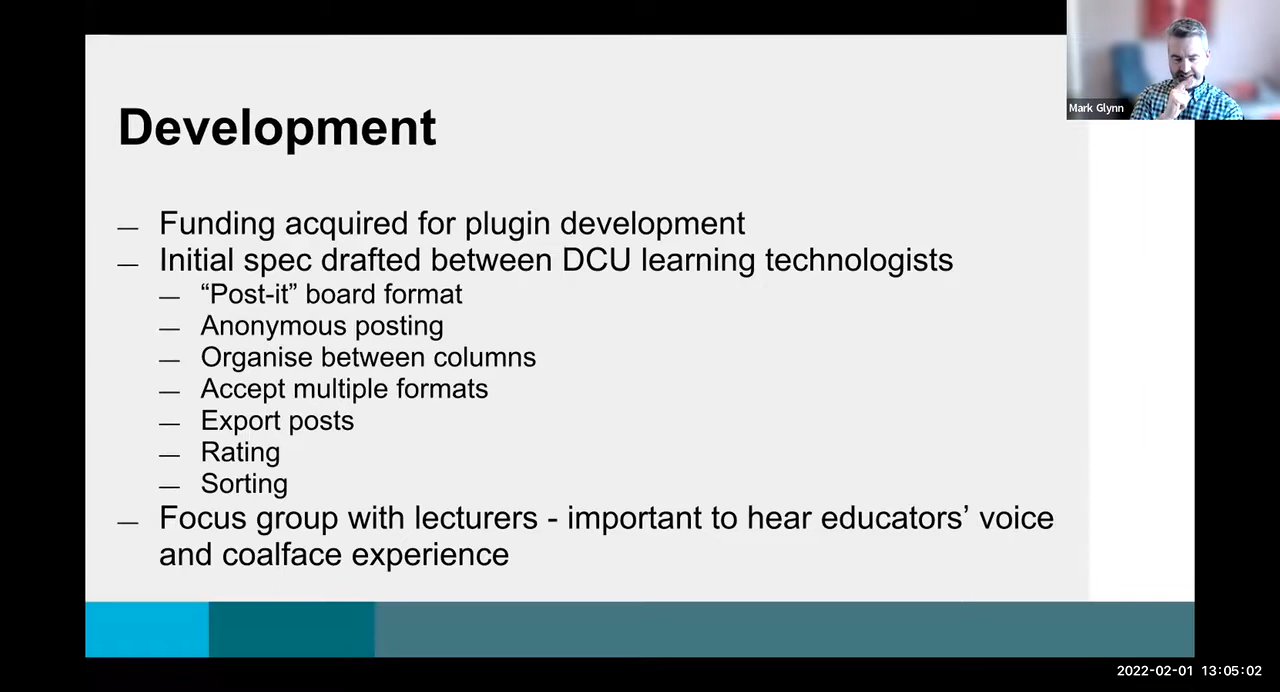 Mark Glynn
Development
— Funding acquired for plugin development
— Initial spec drafted between DCU learning technologists
— “Post-it” board format
— Anonymous posting
— Organise between columns
— Accept multiple formats
— Export posts
— Rating
— Sorting
— Focus group with lecturers - important to hear educators’ voice
and coalface experience
2022-02-01 13:05:02